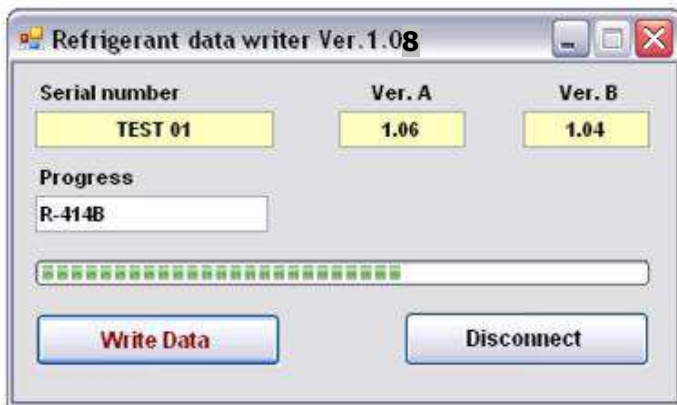 Refrigerant data writer Ver.1.08
Serial number Ver. A Ver. B
TEST 01 1.06 1.04
Progress
R-414B
Write Data Disconnect